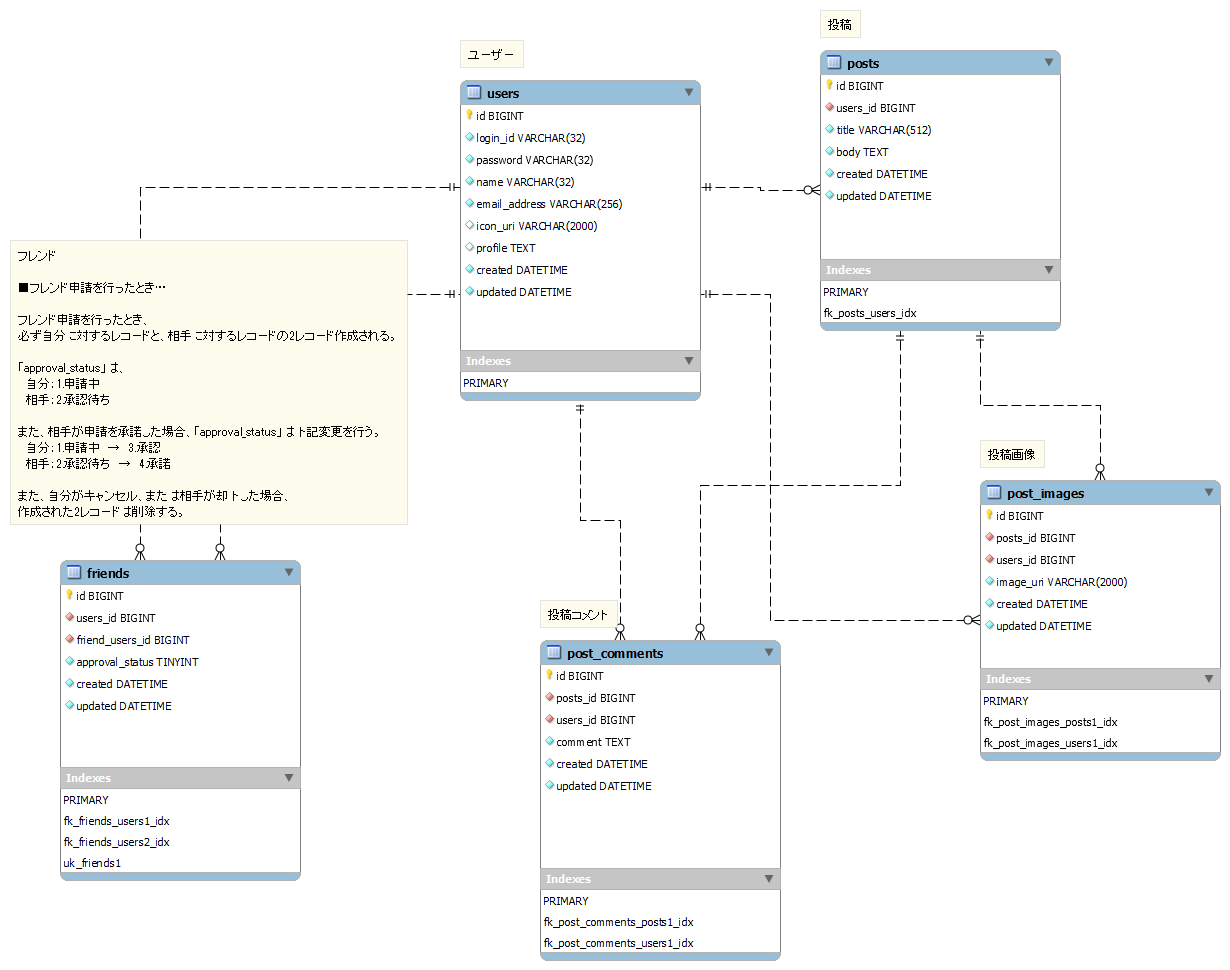 ユーザー
users
id BIGINT
login_id VARCHAR(32)
password VARCHAR(32)
name VARCHAR(32)
email_address VARCHAR(256)
icon_uri VARCHAR(2000)
profile TEXT
created DATETIME
updated DATETIME
Indexes
PRIMARY
投稿
posts
id BIGINT
users_id BIGINT
title VARCHAR(512)
body TEXT
created DATETIME
updated DATETIME
Indexes
PRIMARY
fk_posts_users_idx
フレンド
■フレンド申請を行ったとき…
フレンド申請を行ったとき、
必ず自分に対するレコードと、相手に対するレコードの2レコード作成される。
「approval_status」は、
自分：1.申請中
相手：2.承認待ち
また、相手が申請を承諾した場合、「approval_status」は下記変更を行う。
自分：1.申請中 → 3.承認
相手：2.承認待ち → 4.承諾
また、自分がキャンセル、または相手が却下した場合、
作成された2レコードは削除する。
friends
id BIGINT
users_id BIGINT
friend_users_id BIGINT
approval_status TINYINT
created DATETIME
updated DATETIME
Indexes
PRIMARY
fk_friends_users1_idx
fk_friends_users2_idx
uk_friends1
投稿コメント
post_comments
id BIGINT
posts_id BIGINT
users_id BIGINT
comment TEXT
created DATETIME
updated DATETIME
Indexes
PRIMARY
fk_post_comments_posts1_idx
fk_post_comments_users1_idx
投稿画像
post_images
id BIGINT
posts_id BIGINT
users_id BIGINT
image_uri VARCHAR(2000)
created DATETIME
updated DATETIME
Indexes
PRIMARY
fk_post_images_posts1_idx
fk_post_images_users1_idx